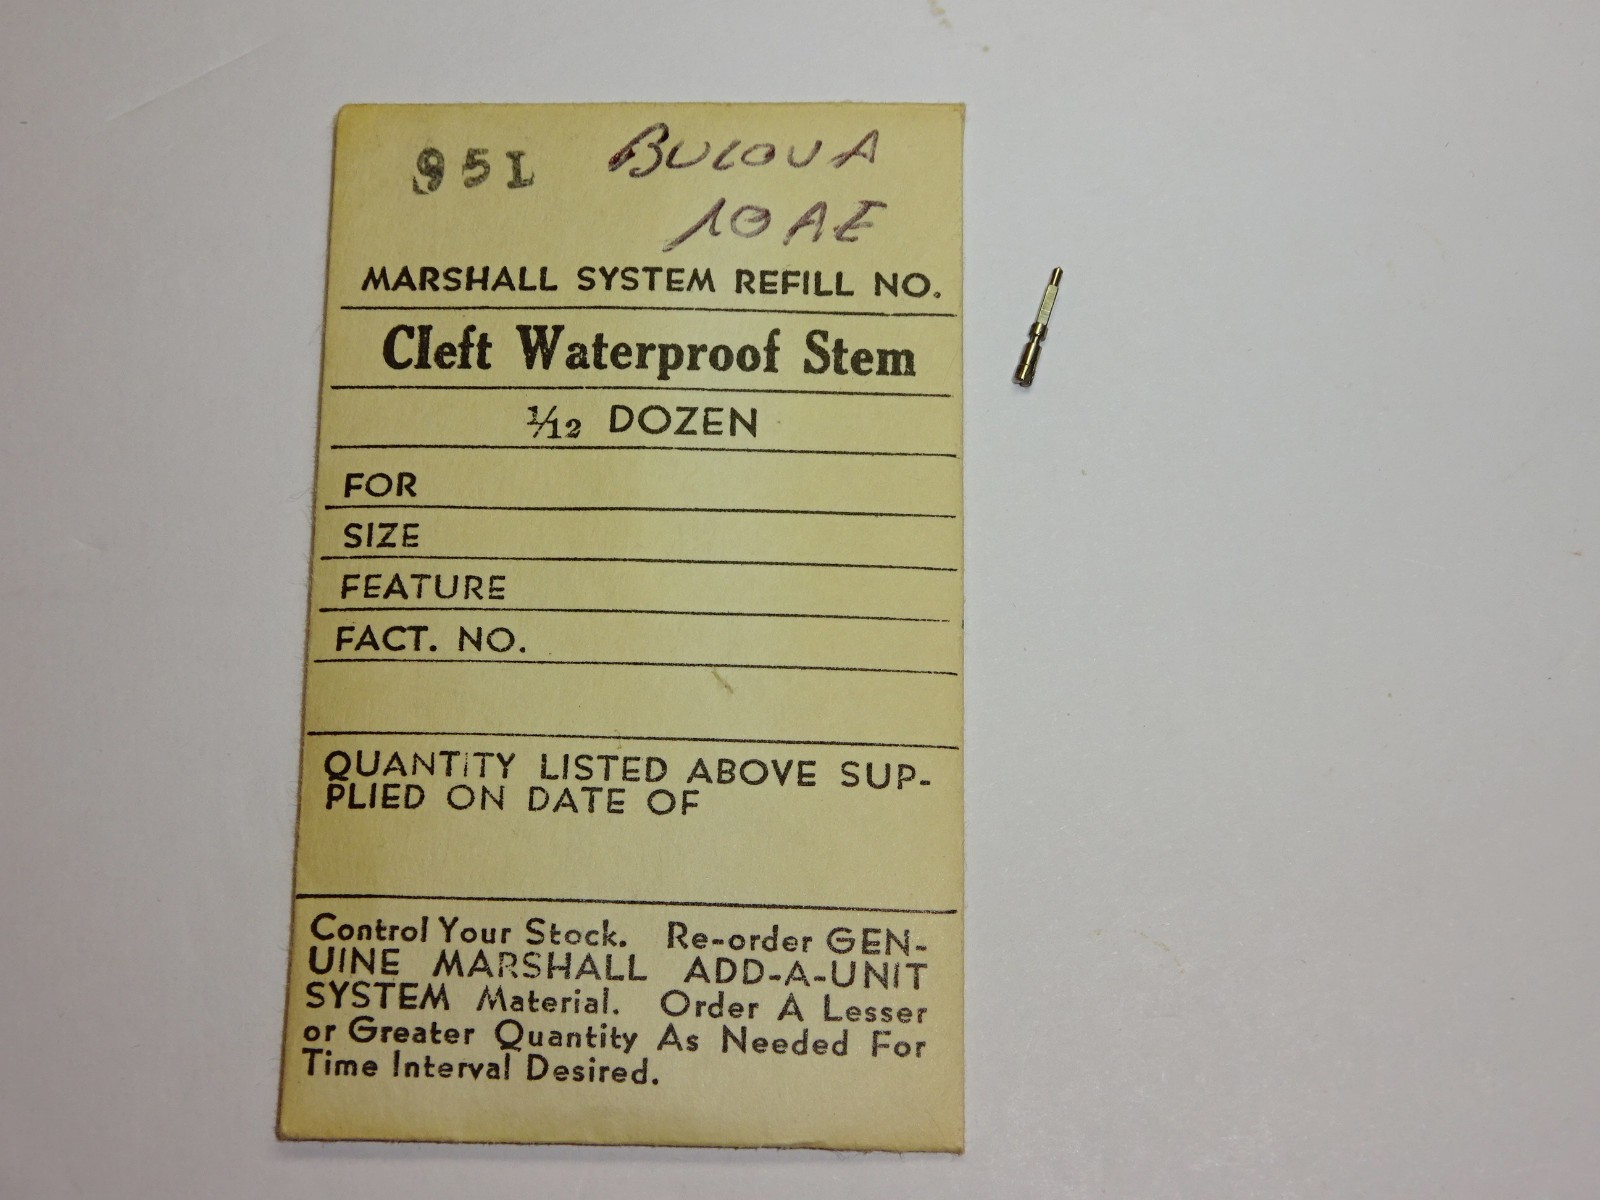 95L BULOVA
10AE
MARSHALL SYSTEM REFILL NO.
Cleft Waterproof Stem
1/12 DOZEN
FOR
SIZE
FEATURE
FACT. NO.
QUANTITY LISTED ABOVE SUP-
PLIED ON DATE OF
Control Your Stock. Re-order GEN-
UINE MARSHALL ADD-A-UNIT
SYSTEM Material. Order A Lesser
or Greater Quantity As Needed For
Time Interval Desired.